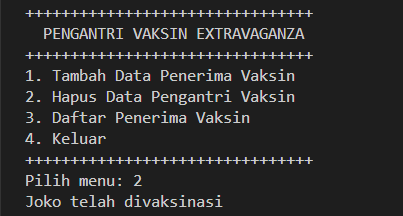 ++++++++++++++++++++++++++++++++
PENGANTRI VAKSIN EXTRAVAGANZA
++++++++++++++++++++++++++++++++
1. Tambah Data Penerima Vaksin
2. Hapus Data Pengantri Vaksin
3. Daftar Penerima Vaksin
4. Keluar
++++++++++++++++++++++++++++++++
Pilih menu: 2
Joko telah divaksinasi